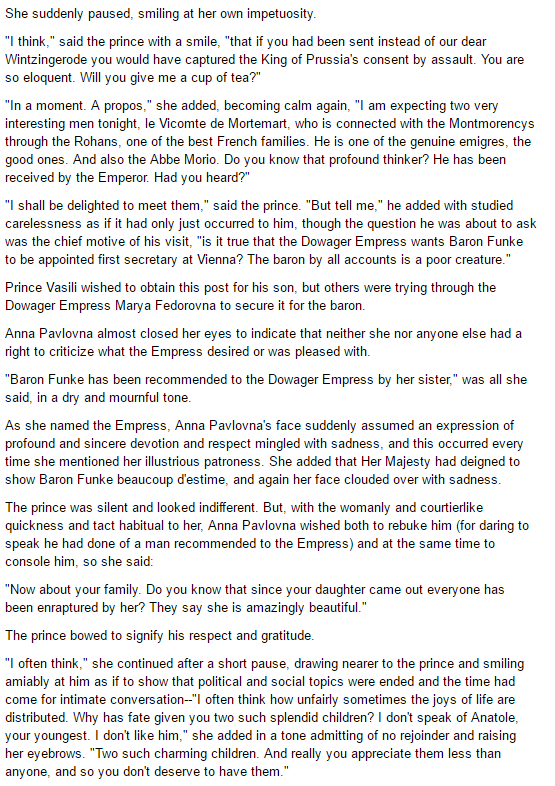 She suddenly paused, smiling at her own impetuosity.
"I think," said the prince with a smile, "that if you had been sent instead of our dear
Wintzingerode you would have captured the King of Prussia's consent by assault. You are
so eloquent. Will you give me a cup of tea?"
"In a moment. A propos," she added, becoming calm again, "I am expecting two very
interesting men tonight, le Vicomte de Mortemart, who is connected with the Montmorencys
through the Rohans, one of the best French families. He is one of the genuine emigres, the
good ones. And also the Abbe Morio. Do you know that profound thinker? He has been
received by the Emperor. Had you heard?"
"I shall be delighted to meet them," said the prince. "But tell me," he added with studied
carelessness as if it had only just occurred to him, though the question he was about to ask
was the chief motive of his visit, "is it true that the Dowager Empress wants Baron Funke
to be appointed first secretary at Vienna? The baron by all accounts is a poor creature."
Prince Vasili wished to obtain this post for his son, but others were trying through the
Dowager Empress Marya Fedorovna to secure it for the baron.
Anna Pavlovna almost closed her eyes to indicate that neither she nor anyone else had a
right to criticize what the Empress desired or was pleased with.
"Baron Funke has been recommended to the Dowager Empress by her sister," was all she
said, in a dry and mournful tone.
As she named the Empress, Anna Pavlovna's face suddenly assumed an expression of
profound and sincere devotion and respect mingled with sadness, and this occurred every
time she mentioned her illustrious patroness. She added that Her Majesty had deigned to
show Baron Funke beaucoup d'estime, and again her face clouded over with sadness.
The prince was silent and looked indifferent. But, with the womanly and courtierlike
quickness and tact habitual to her, Anna Pavlovna wished both to rebuke him (for daring to
speak he had done of a man recommended to the Empress) and at the same time to
console him, so she said:
"Now about your family. Do you know that since your daughter came out everyone has
been enraptured by her? They say she is amazingly beautiful."
The prince bowed to signify his respect and gratitude.
"I often think," she continued after a short pause, drawing nearer to the prince and smiling
amiably at him as if to show that political and social topics were ended and the time had
come for intimate conversation--"I often think how unfairly sometimes the joys of life are
distributed. Why has fate given you two such splendid children? I don't speak of Anatole,
your youngest. I don't like him," she added in a tone admitting of no rejoinder and raising
her eyebrows. "Two such charming children. And really you appreciate them less than
anyone, and so you don't deserve to have them."